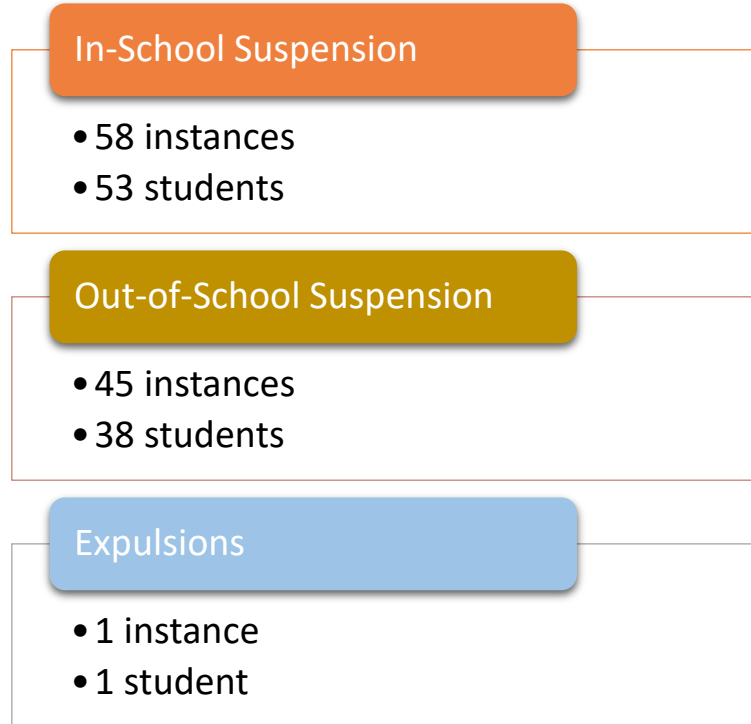 In-School Suspension
• 58 instances
• 53 students
Out-of-School Suspension
• 45 instances
• 38 students
Expulsions
• 1 instance
• 1 student